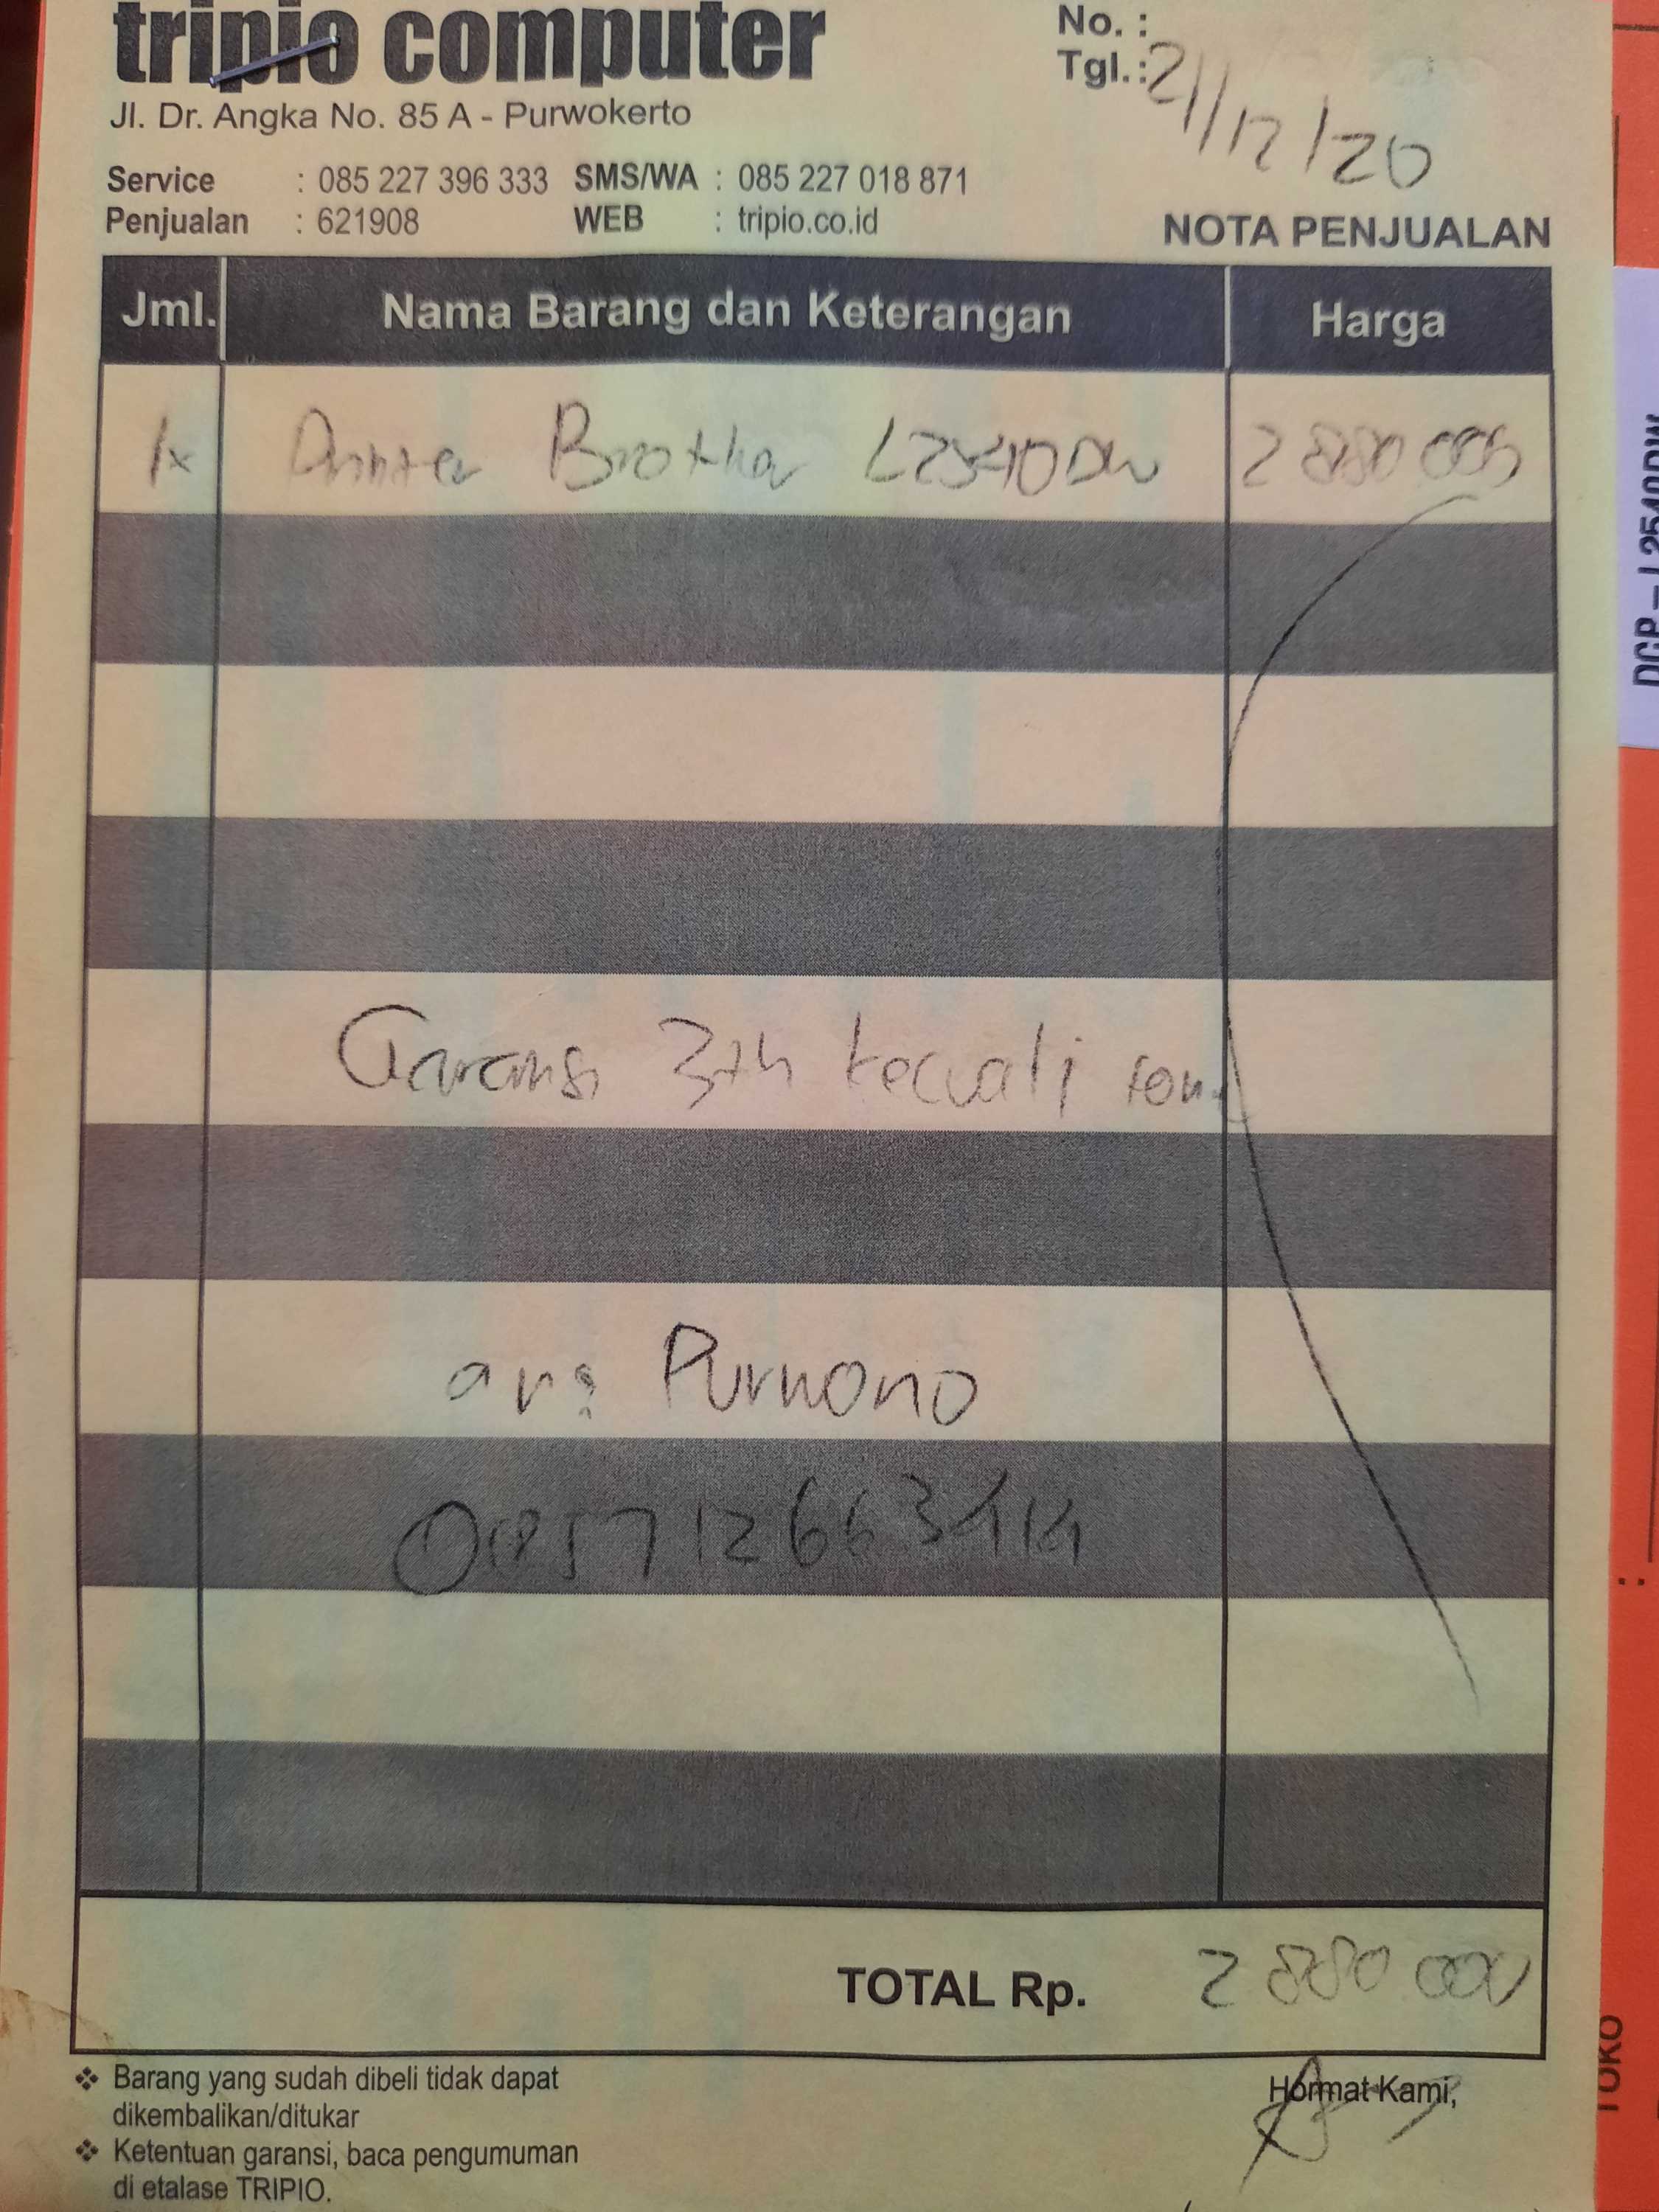 tripio computer
Jl. Dr. Angka No. 85 A - Purwokerto
No. :
Tgl. : 21/12/20
Service : 085 227 396 333 SMS/WA : 085 227 018 871
Penjualan : 621908 WEB : tripio.co.id
NOTA PENJUALAN
Jml. Nama Barang dan Keterangan Harga
1x Printer Brother L2540DW 2 880 000
Garansi 3th kecuali
Purwono
TOTAL Rp. 2 880 000
❖ Barang yang sudah dibeli tidak dapat
dikembalikan/ditukar
❖ Ketentuan garansi, baca pengumuman
di etalase TRIPIO.
Hormat Kami,
DCP-L2540DW
TOKO